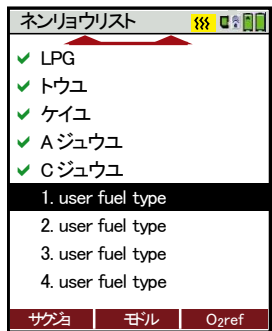 ネンリョウリスト
LPG
トウユ
ケイユ
A ジュウユ
C ジュウユ
1. user fuel type
2. user fuel type
3. user fuel type
4. user fuel type
サクジョ モドル O₂ref